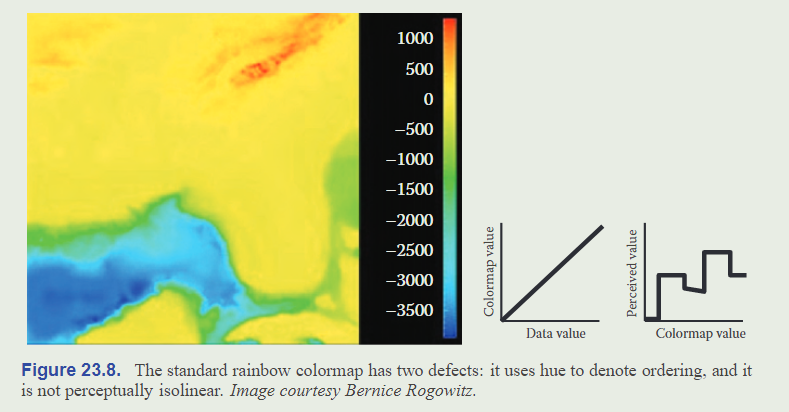 1000
500
0
−500
−1000
−1500
−2000
−2500
−3000
−3500
Colormap value
Data value
Perceived value
Colormap value
Figure 23.8. The standard rainbow colormap has two defects: it uses hue to denote ordering, and it
is not perceptually isolinear. Image courtesy Bernice Rogowitz.